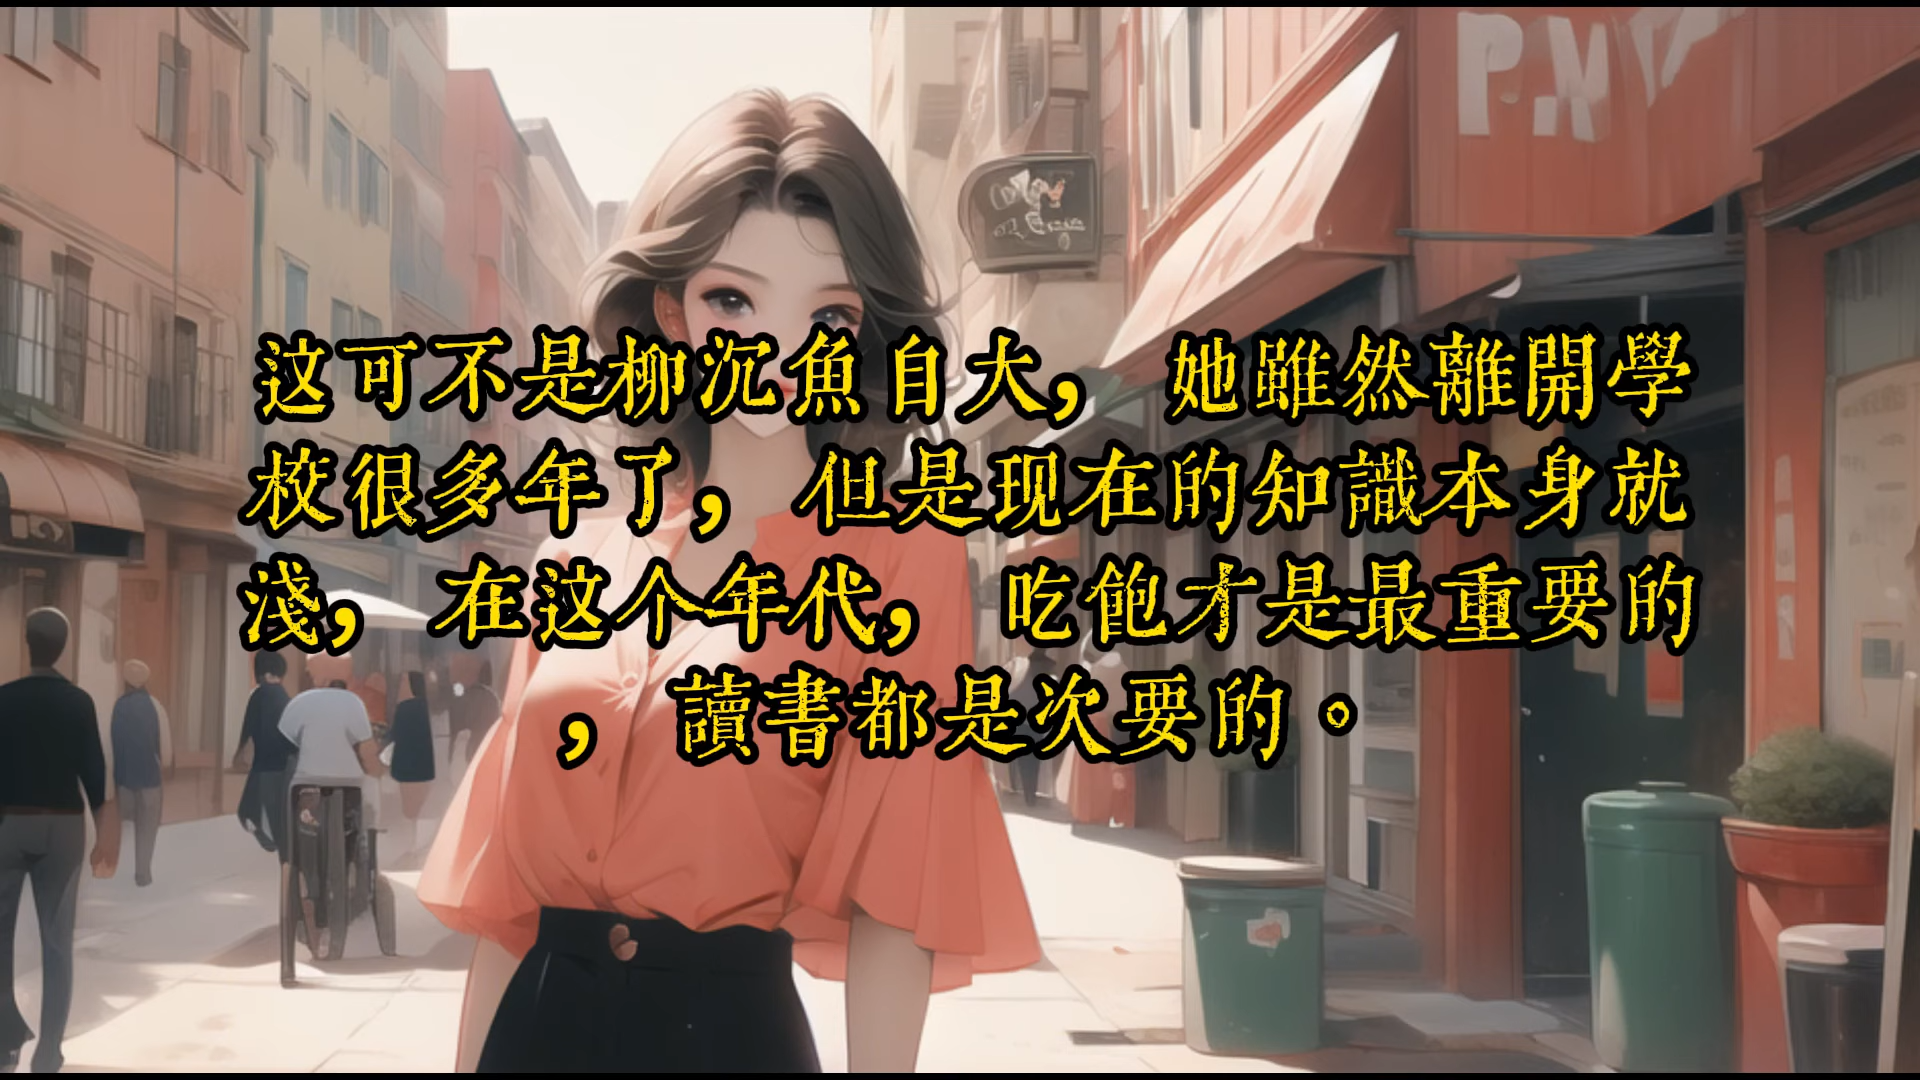 这可不是柳沉魚自大， 她雖然離開學
校很多年了，但是现在的知識本身就
淺， 在这个年代， 吃飽才是最重要的
， 讀書都是次要的。